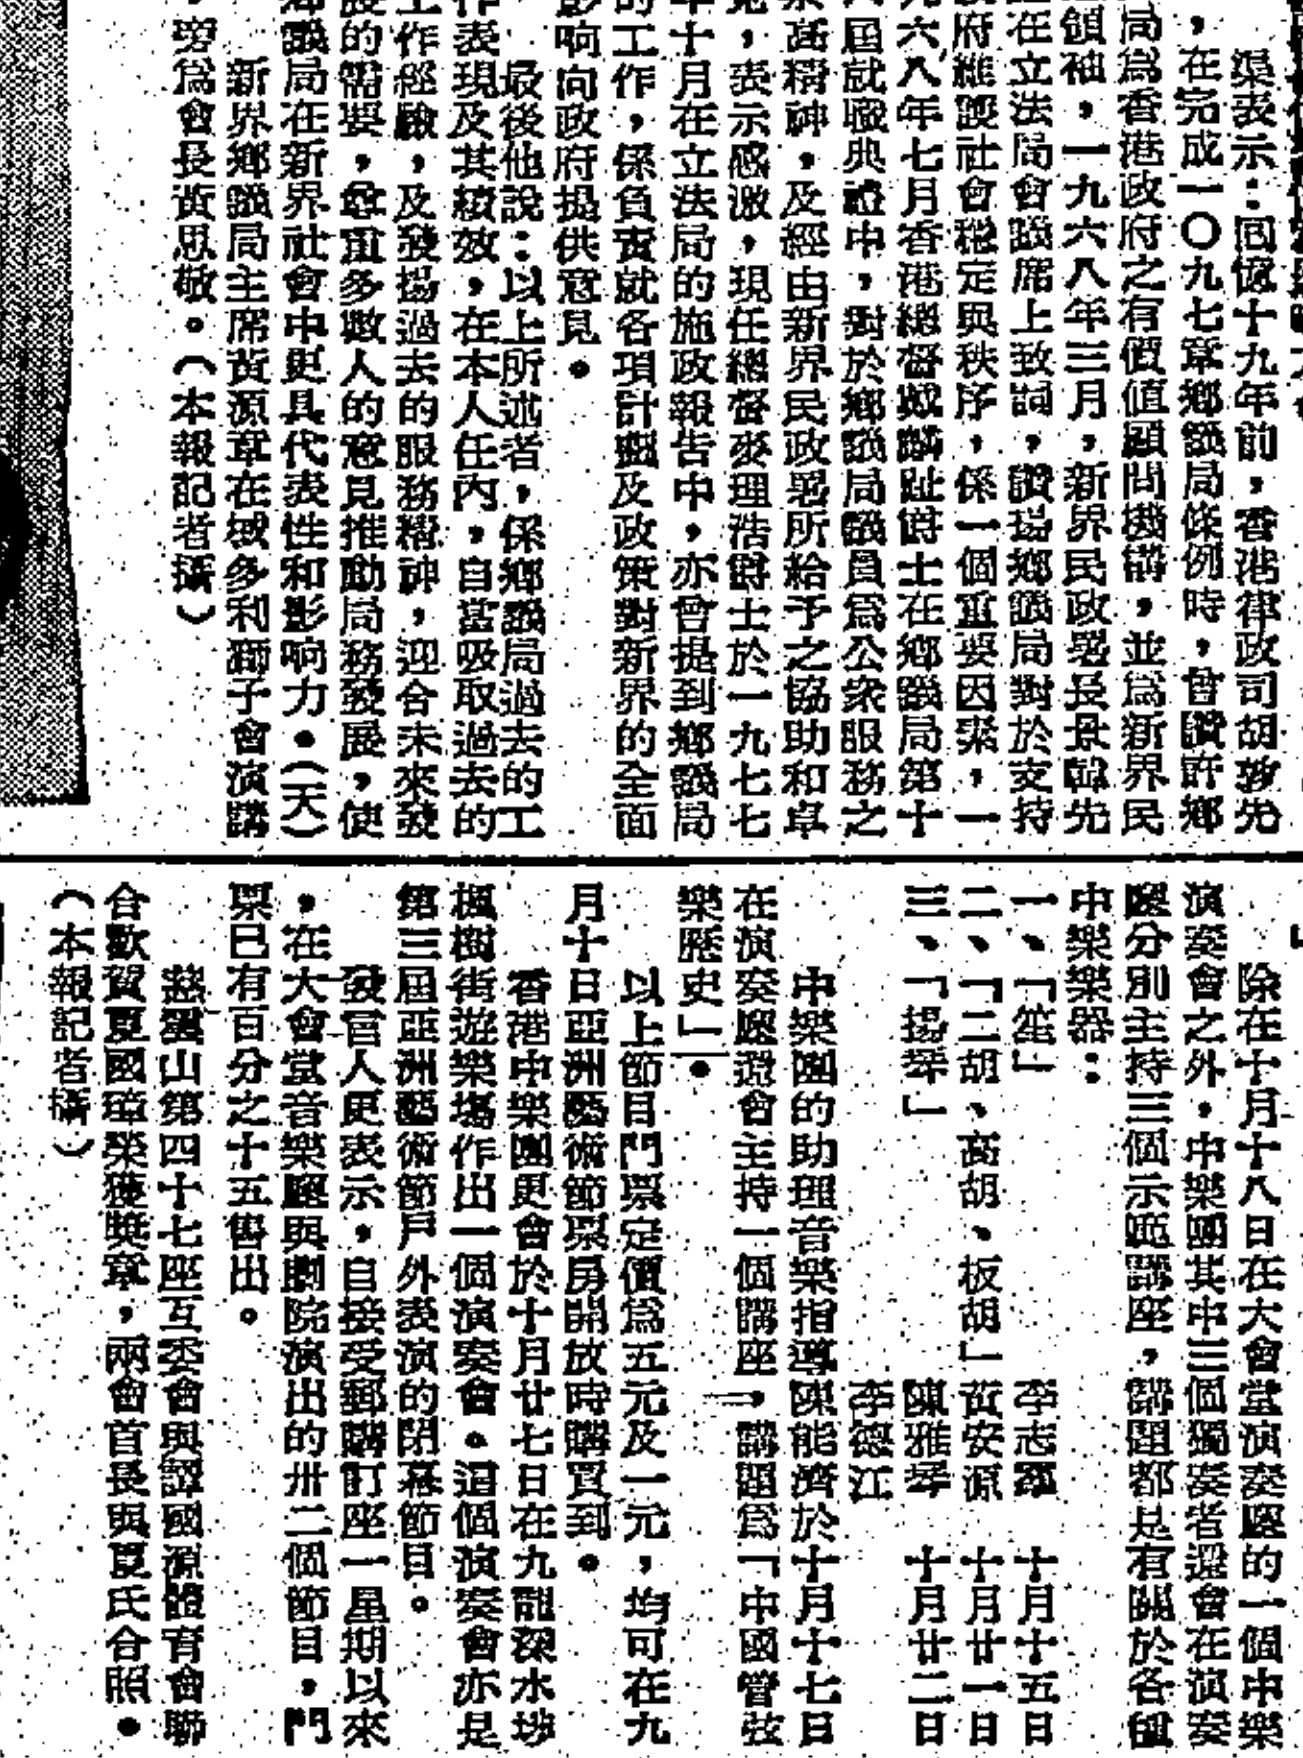 渠表示：回憶十九年前，香港律政司胡敦先
，在完成一〇九七章鄉議局條例時，曾讚許鄉
局爲香港政府之有價值顧問機構，並爲新界民
領袖，一九六八年三月，新界民政署長景韓先
在立法局會議席上致詞，讚揚鄉議局對於支持
府維護社會穩定與秩序，係一個重要因素，一
六八年七月香港總督戴麟趾爵士在鄉議局第十
屆就職典禮中，對於鄉議局議員爲公衆服務之
高精神，及經由新界民政署所給予之協助和卓
，表示感激，現任總督麥理浩爵士於一九七七
十月在立法局的施政報告中，亦曾提到鄉議局
的工作，係負責就各項計劃及政策對新界的全面
影响向政府提供意見。
最後他說：以上所述者，係鄉議局過去的工
作表現及其績效，在本人任內，自當吸取過去的
工作經驗，及發揚過去的服務精神，迎合未來發
的需要，尊重多數人的意見推動局務發展，使
議局在新界社會中更具代表性和影响力。（天）
新界鄉議局主席黃源章在域多利獅子會演講
，旁爲會長黃思敬。（本報記者攝）
除在十月十八日在大會堂演奏廳的一個中樂
演奏會之外，中樂團其中三個獨奏者還會在演奏
廳分別主持三個示範講座，講題都是有關於各種
中樂樂器：
一、「笙」　李志羣　十月十五日
二、「二胡、高胡、板胡」黃安源　十月廿一日
三、「揚琴」　陳雅琴　十月廿二日
李德江
中樂團的助理音樂指導陳能濟於十月十七日
在演奏廳還會主持一個講座，講題爲「中國管弦
樂歷史」。
以上節目門票定價爲五元及一元，均可在九
月十日亞洲藝術節票房開放時購買到。
香港中樂團更會於十月廿七日在九龍深水埗
楓樹街遊樂場作出一個演奏會。這個演奏會亦是
第三屆亞洲藝術節戶外表演的閉幕節目。
發言人更表示，自接受郵購訂座一星期以來
，在大會堂音樂廳與劇院演出的卅二個節目，門
票已有百分之十五售出。
慈雲山第四十七座互委會與譚國源體育會聯
合歡賀夏國璋榮獲獎章，兩會首長與夏氏合照。
（本報記者攝）